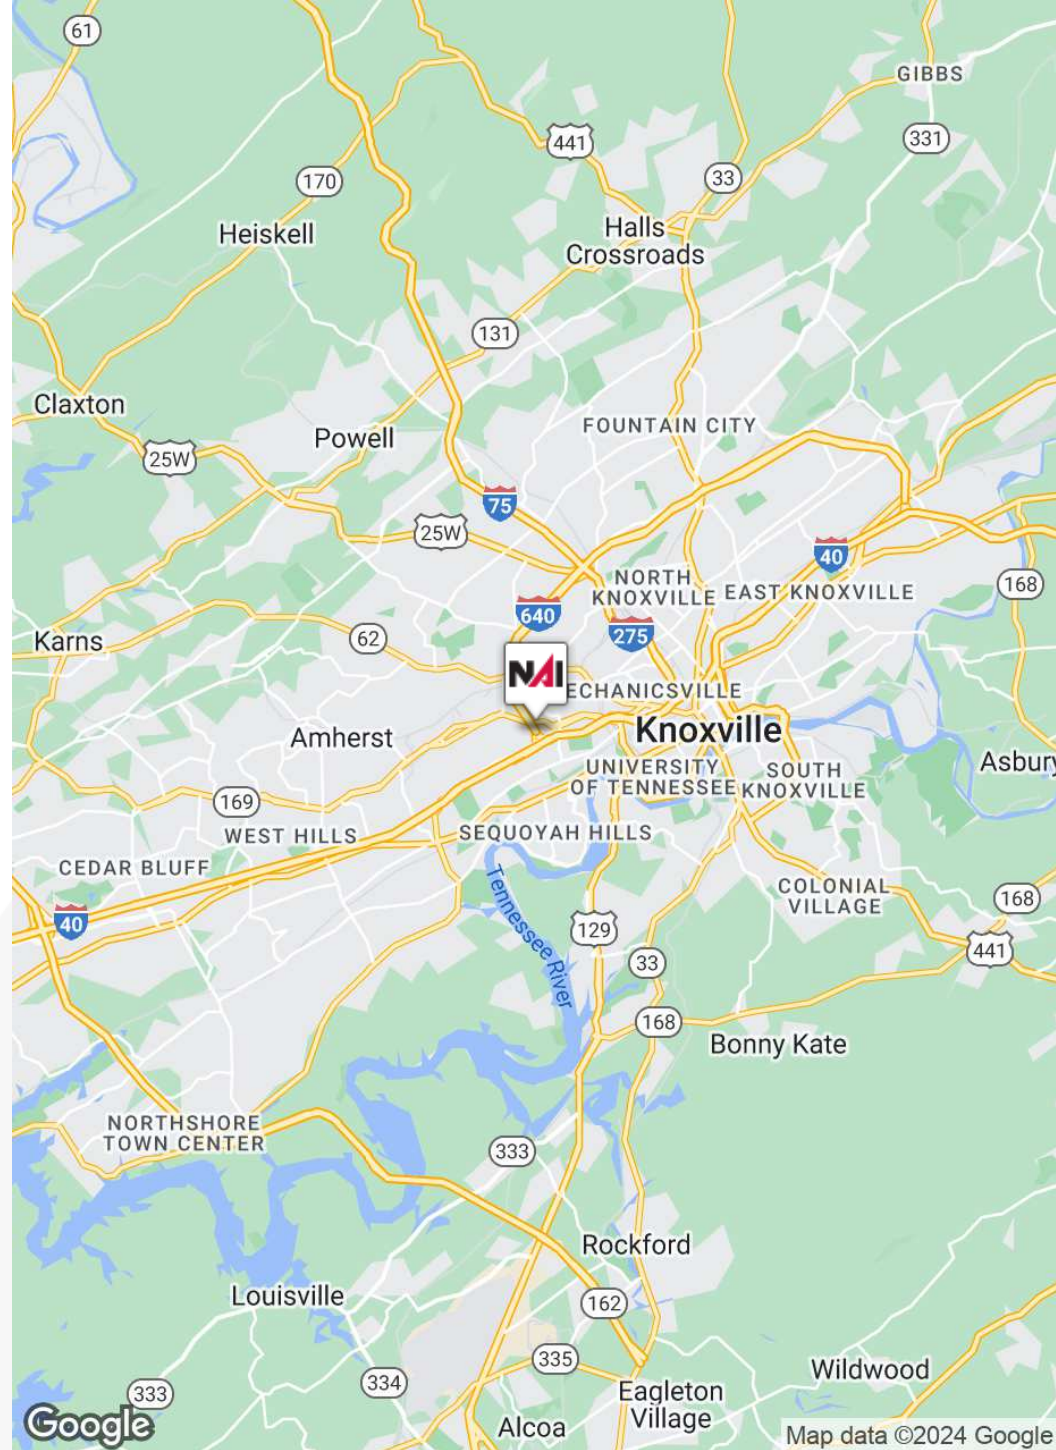 61
GIBBS
441
331
170
33
Heiskell
Halls
Crossroads
131
Claxton
FOUNTAIN CITY
Powell
25W
75
25W
40
NORTH
KNOXVILLE
EAST KNOXVILLE
168
640
275
62
Karns
NAI
ECHANICSVILLE
Knoxville
Amherst
Asbury
UNIVERSITY
OF TENNESSEE
SOUTH
KNOXVILLE
169
WEST HILLS
SEQUOYAH HILLS
CEDAR BLUFF
COLONIAL
VILLAGE
168
40
Tennessee River
129
441
33
168
Bonny Kate
NORTHSHORE
TOWN CENTER
333
Rockford
Louisville
162
335
Wildwood
334
333
Eagleton
Village
Alcoa
Google
Map data ©2024 Google